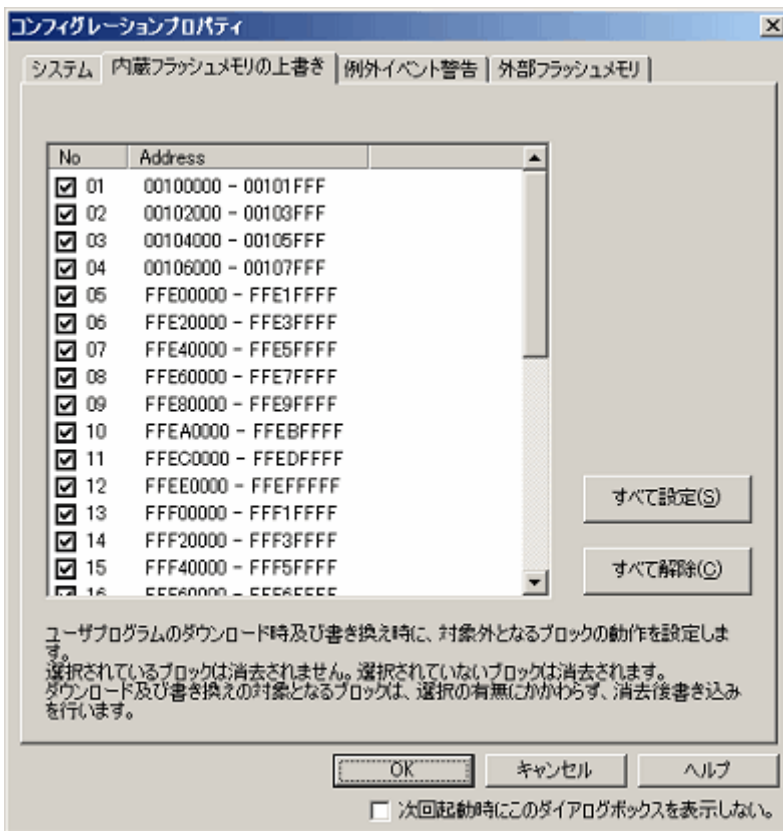 コンフィグレーションプロパティ
システム 内蔵フラッシュメモリの上書き 例外イベント警告 外部フラッシュメモリ
No Address
01 00100000 - 00101FFF
02 00102000 - 00103FFF
03 00104000 - 00105FFF
04 00106000 - 00107FFF
05 FFE00000 - FFE1FFFF
06 FFE20000 - FFE3FFFF
07 FFE40000 - FFE5FFFF
08 FFE60000 - FFE7FFFF
09 FFE80000 - FFE9FFFF
10 FFEA0000 - FFEBFFFF
11 FFEC0000 - FFEDFFFF
12 FFEE0000 - FFEFFFFF
13 FFF00000 - FFF1FFFF
14 FFF20000 - FFF3FFFF
15 FFF40000 - FFF5FFFF
16
すべて設定(S)
すべて解除(C)
ユーザプログラムのダウンロード時及び書き換え時に、対象外となるブロックの動作を設定しま
す。
選択されているブロックは消去されません。選択されていないブロックは消去されます。
ダウンロード及び書き換えの対象となるブロックは、選択の有無にかかわらず、消去後書き込み
を行います。
OK キャンセル ヘルプ
次回起動時にこのダイアログボックスを表示しない。